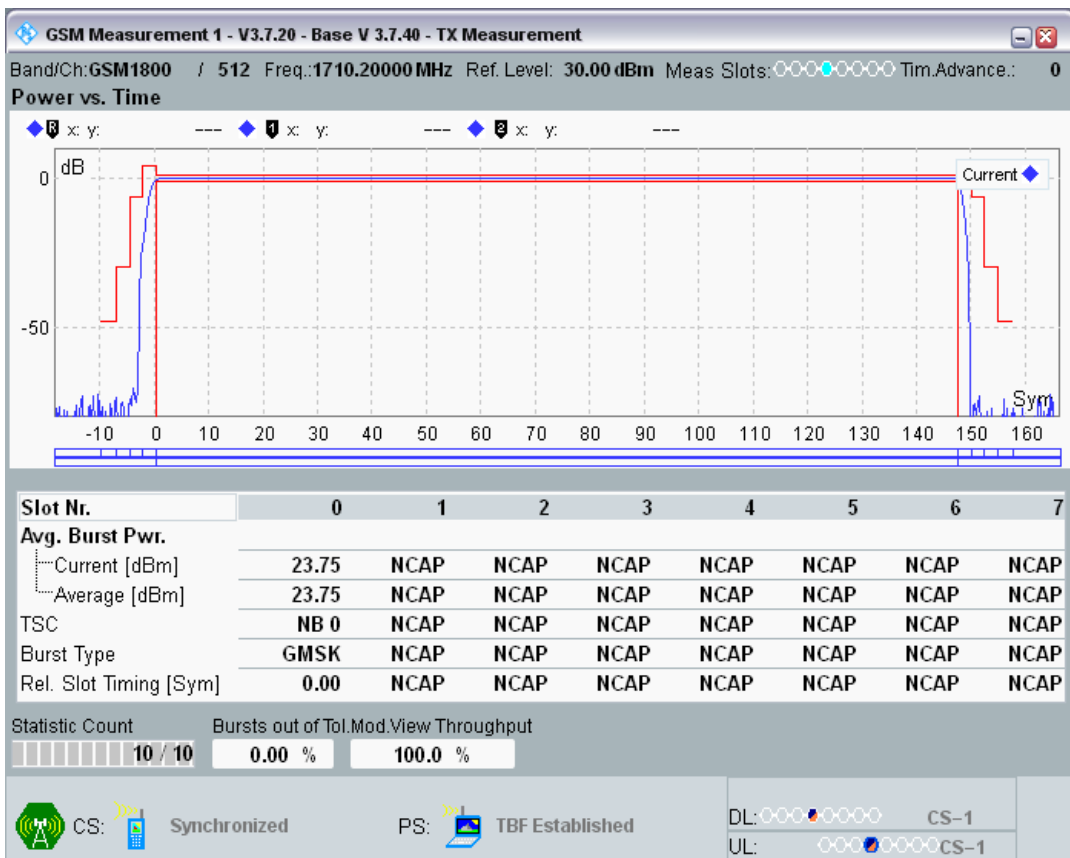 GSM Measurement 1 - V3.7.20 - Base V 3.7.40 - TX Measurement
Band/Ch:GSM1800 / 512 Freq.:1710.20000 MHz Ref. Level: 30.00 dBm Meas Slots: Tim.Advance.: 0
Power vs. Time
R x: y: --- 1 x: y: --- 2 x: y: ---
dB
Current
0
-50
Sym
-10 0 10 20 30 40 50 60 70 80 90 100 110 120 130 140 150 160
Slot Nr. 0 1 2 3 4 5 6 7
Avg. Burst Pwr.
Current [dBm] 23.75 NCAP NCAP NCAP NCAP NCAP NCAP NCAP
Average [dBm] 23.75 NCAP NCAP NCAP NCAP NCAP NCAP NCAP
TSC NB 0 NCAP NCAP NCAP NCAP NCAP NCAP NCAP
Burst Type GMSK NCAP NCAP NCAP NCAP NCAP NCAP NCAP
Rel. Slot Timing [Sym] 0.00 NCAP NCAP NCAP NCAP NCAP NCAP NCAP
Statistic Count Bursts out of Tol.Mod.View Throughput
10 / 10 0.00 % 100.0 %
CS: Synchronized PS: TBF Established
DL: CS-1
UL: CS-1